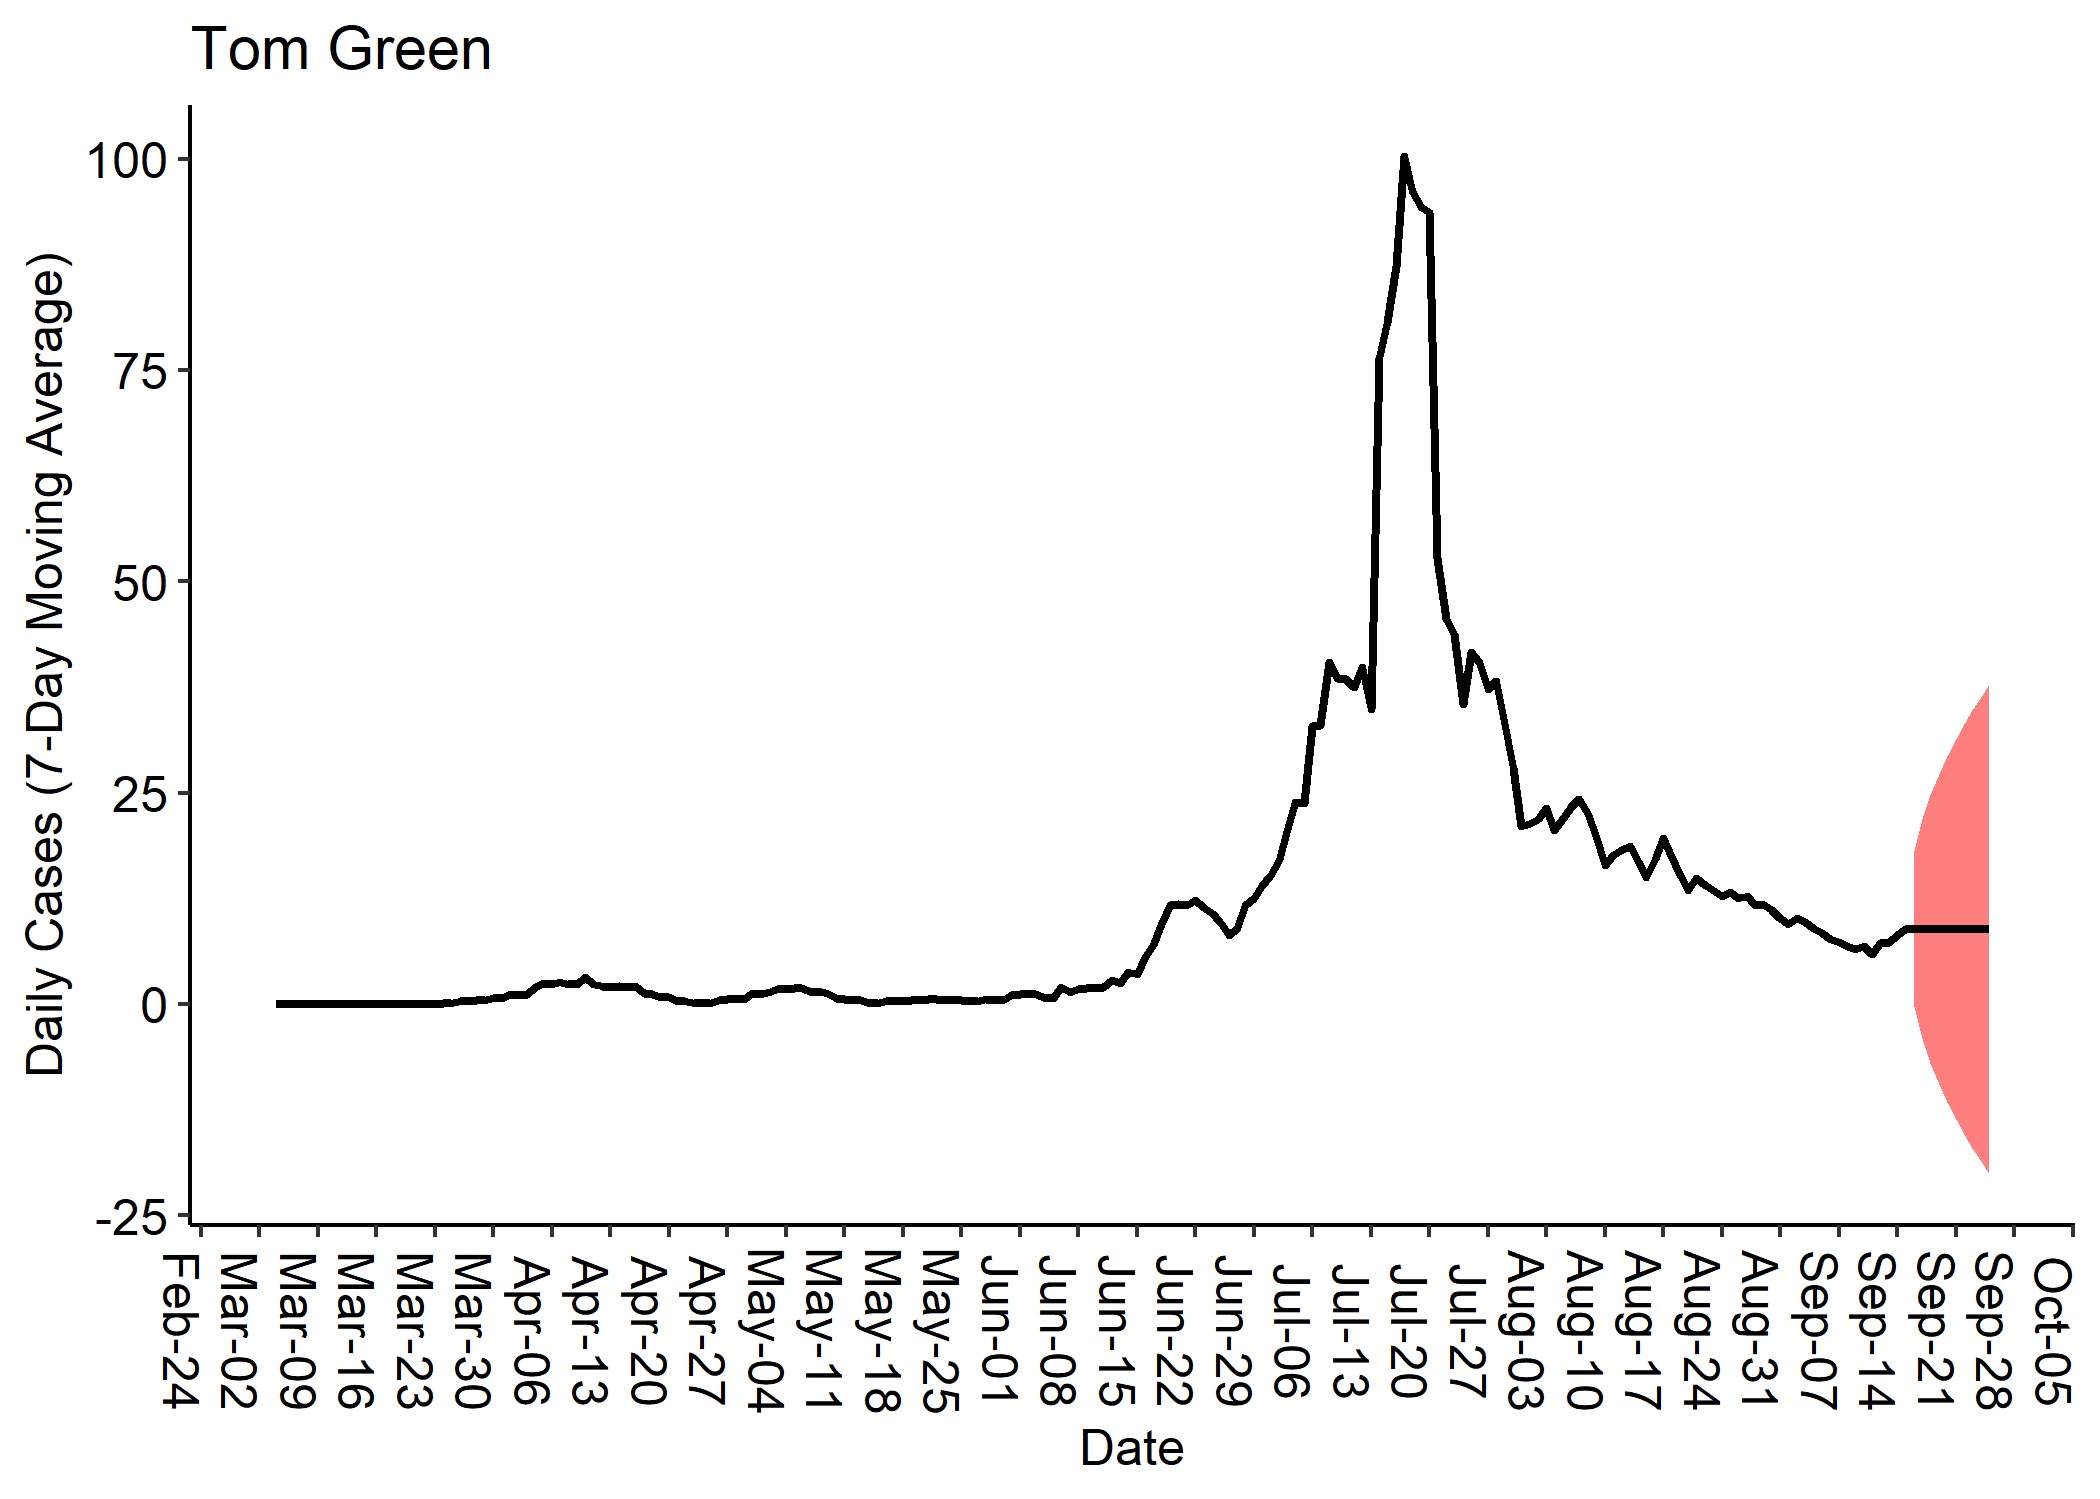 Tom Green
Daily Cases (7-Day Moving Average)
100
75
50
25
0
-25
Feb-24
Mar-02
Mar-09
Mar-16
Mar-23
Mar-30
Apr-06
Apr-13
Apr-20
Apr-27
May-04
May-11
May-18
May-25
Jun-01
Jun-08
Jun-15
Jun-22
Jun-29
Jul-06
Jul-13
Jul-20
Jul-27
Aug-03
Aug-10
Aug-17
Aug-24
Aug-31
Sep-07
Sep-14
Sep-21
Sep-28
Oct-05
Date